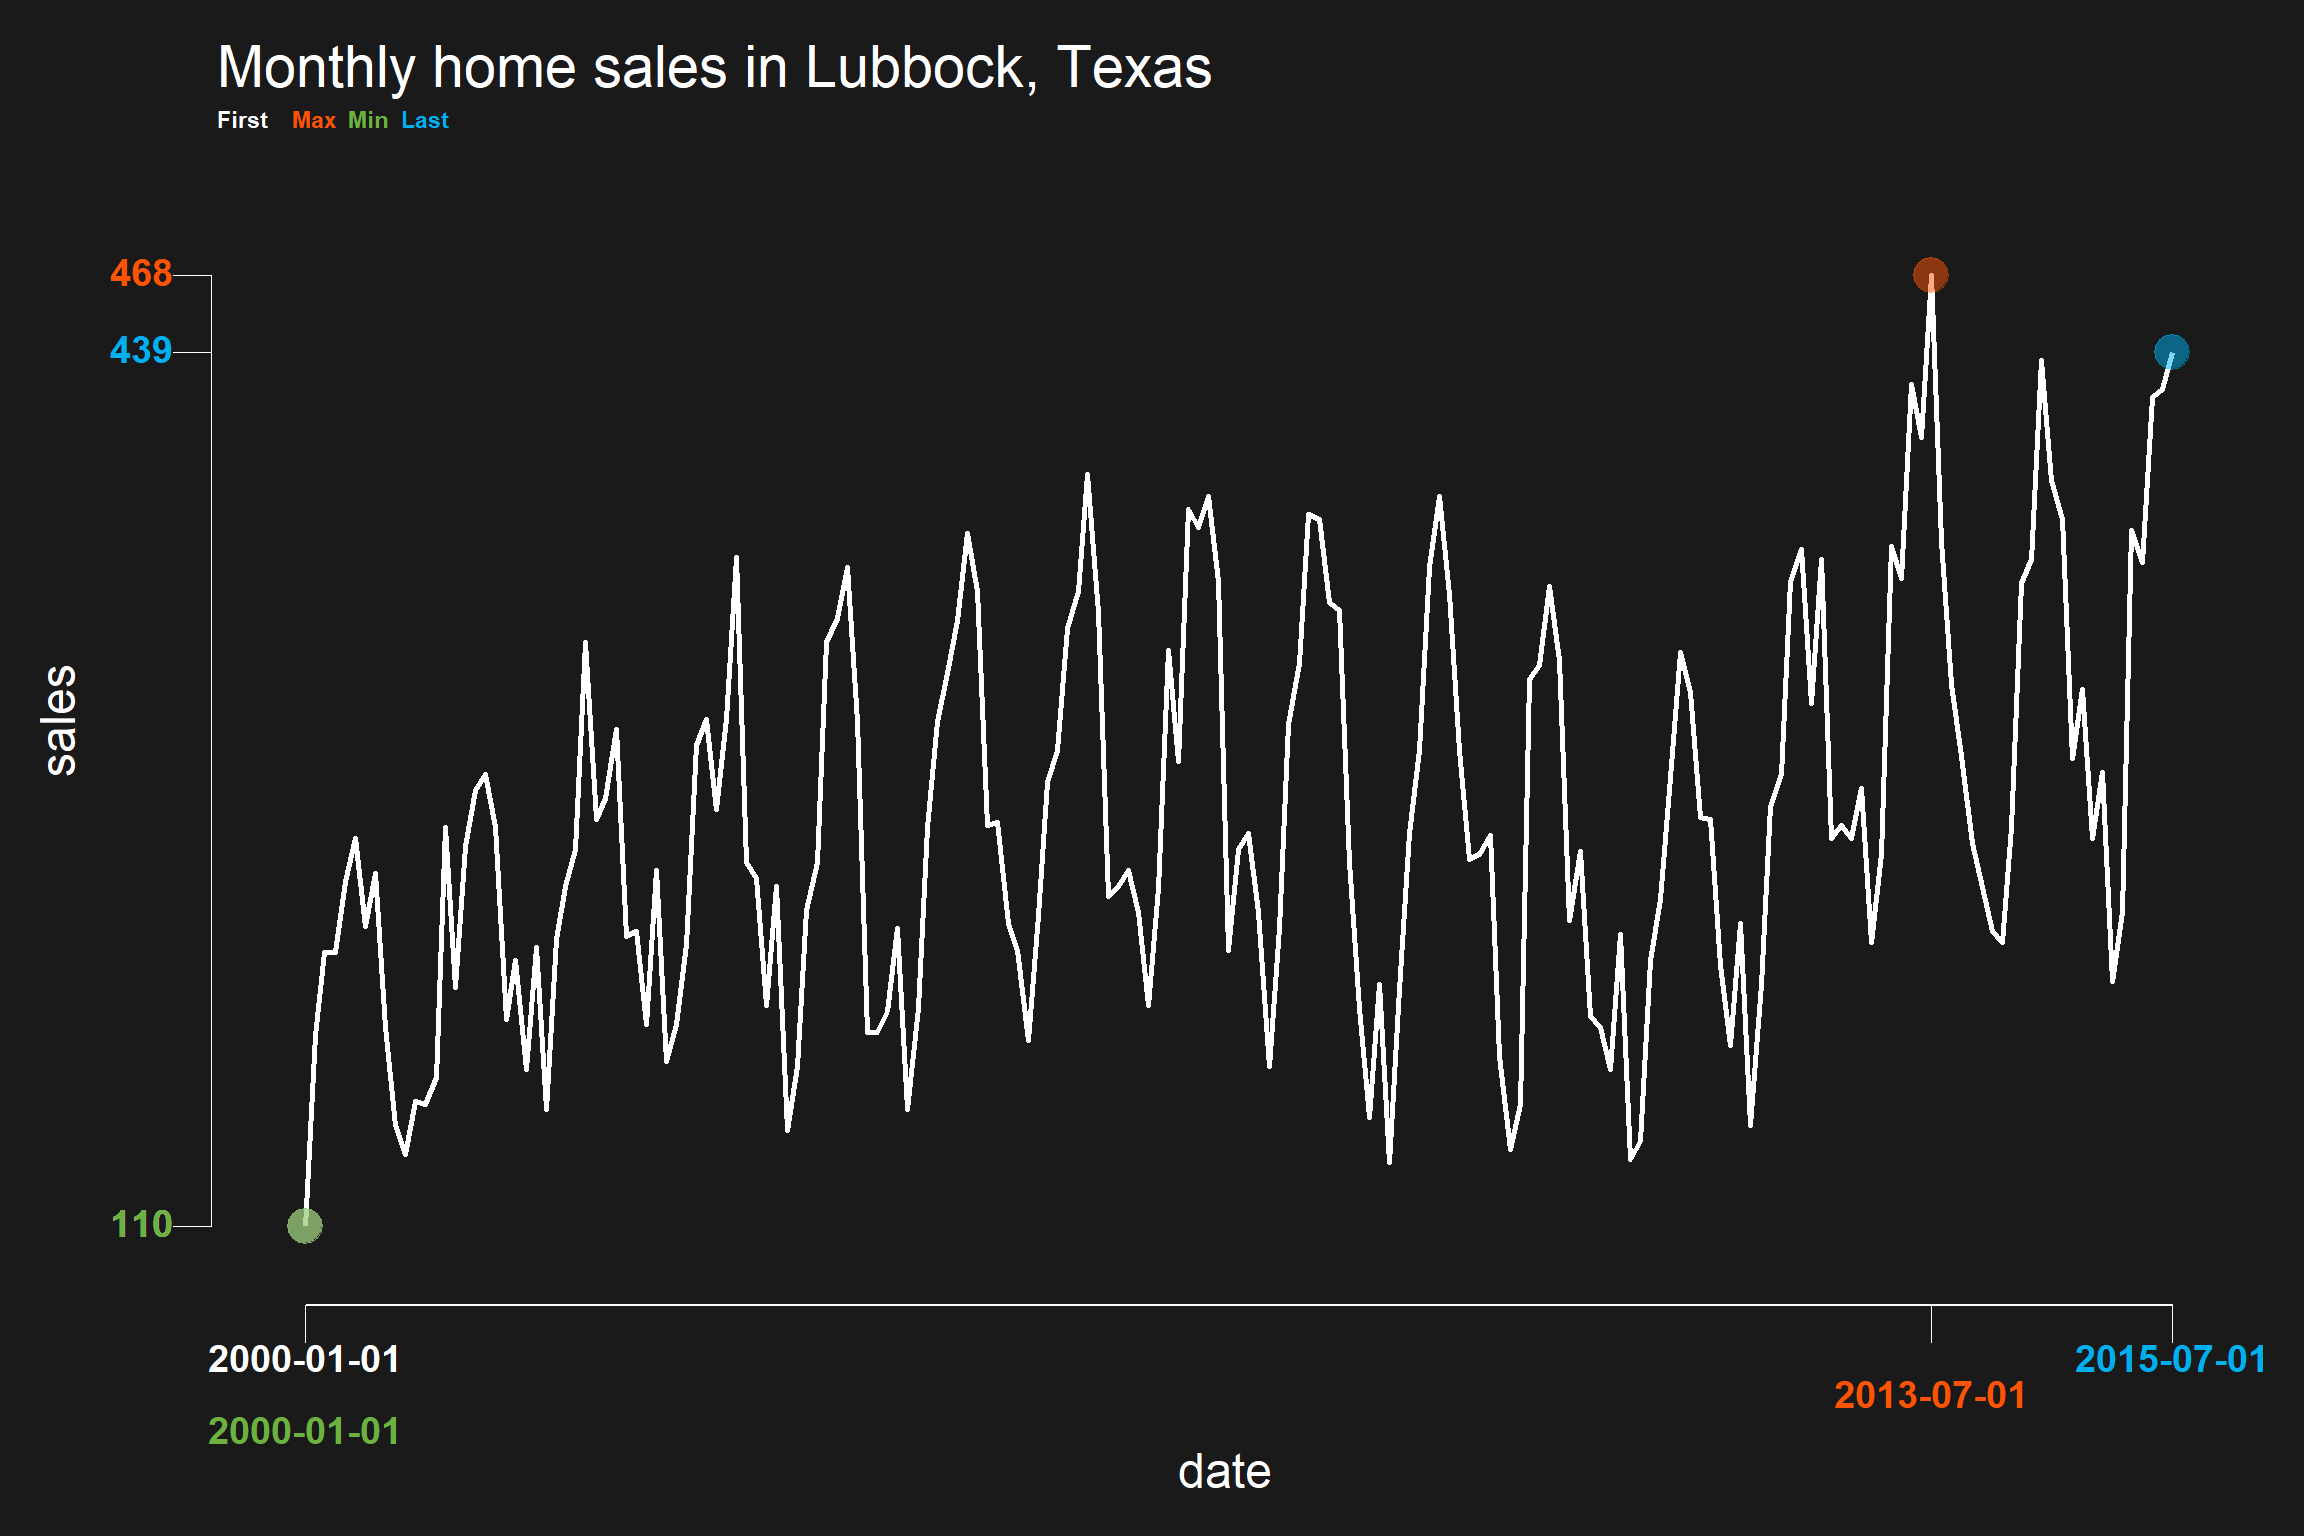 Monthly home sales in Lubbock, Texas
First Max Min Last
468
439
sales
110
2000-01-01 2015-07-01
2013-07-01
2000-01-01
date